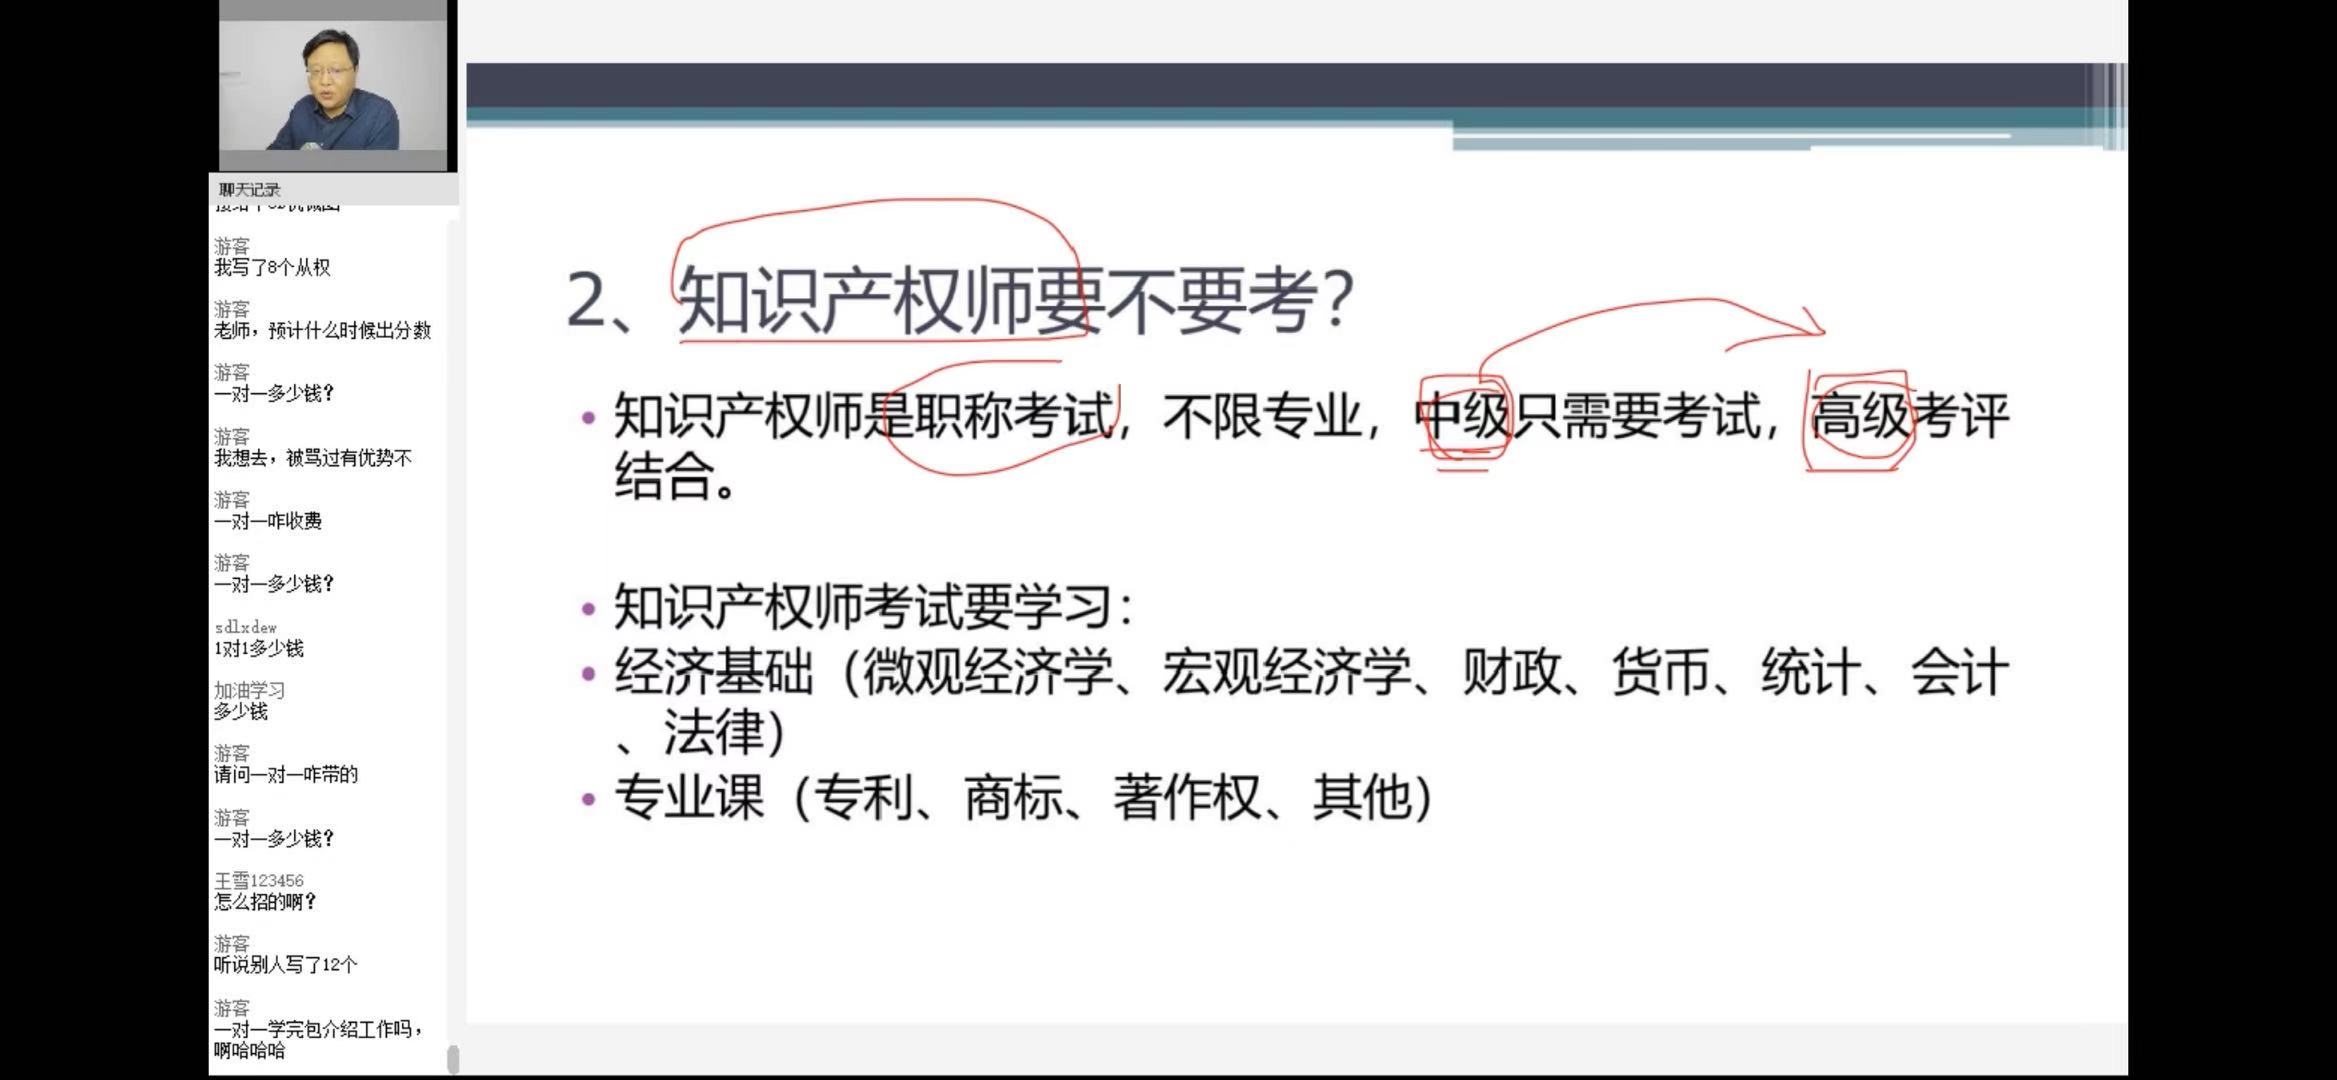 聊天记录
游客
我写了8个从权
游客
老师，预计什么时候出分数
游客
一对一多少钱?
游客
我想去，被骂过有优势不
游客
一对一咋收费
游客
一对一多少钱?
sdlxdew
1对1多少钱
加油学习
多少钱
游客
请问一对一咋带的
游客
一对一多少钱?
王雪123456
怎么招的啊?
游客
听说别人写了12个
游客
一对一学完包介绍工作吗，
啊哈哈哈
2、知识产权师要不要考？
• 知识产权师是职称考试，不限专业，中级只需要考试，高级考评
结合。
• 知识产权师考试要学习：
• 经济基础（微观经济学、宏观经济学、财政、货币、统计、会计
、法律）
• 专业课（专利、商标、著作权、其他）